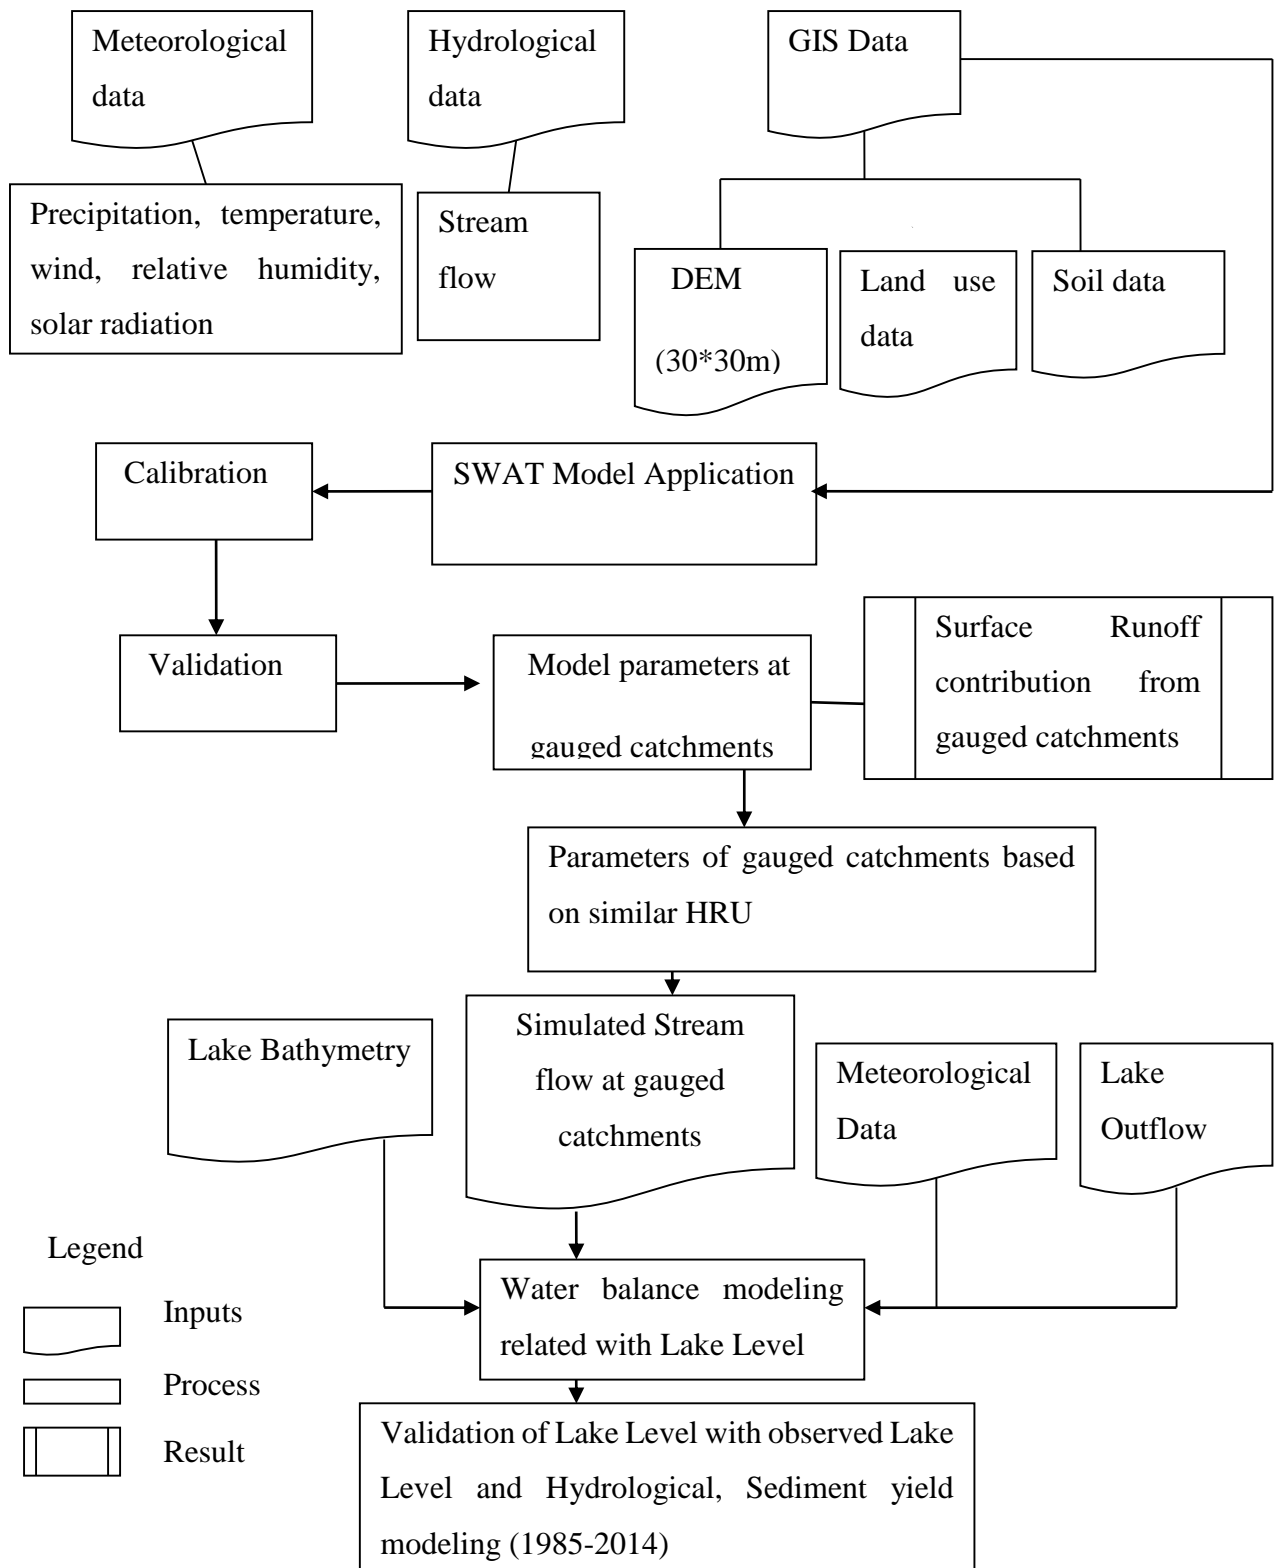 Meteorological
data
Hydrological
data
GIS Data
Precipitation, temperature,
wind, relative humidity,
solar radiation
Stream
flow
DEM
(30*30m)
Land use
data
Soil data
Calibration
SWAT Model Application
Validation
Model parameters at
gauged catchments
Surface Runoff
contribution from
gauged catchments
Parameters of gauged catchments based
on similar HRU
Lake Bathymetry
Simulated Stream
flow at gauged
catchments
Meteorological
Data
Lake
Outflow
Legend
Inputs
Process
Result
Water balance modeling
related with Lake Level
Validation of Lake Level with observed Lake
Level and Hydrological, Sediment yield
modeling (1985-2014)